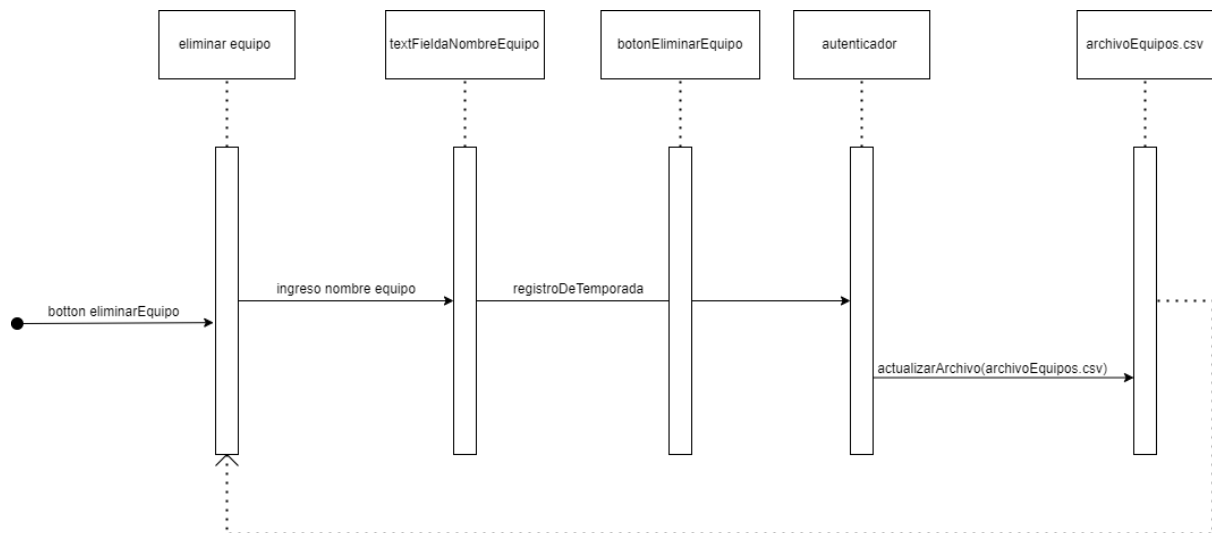 eliminar equipo
textFieldaNombreEquipo
botonEliminarEquipo
autenticador
archivoEquipos.csv
ingreso nombre equipo
registroDeTemporada
botton eliminarEquipo
actualizarArchivo(archivoEquipos.csv)